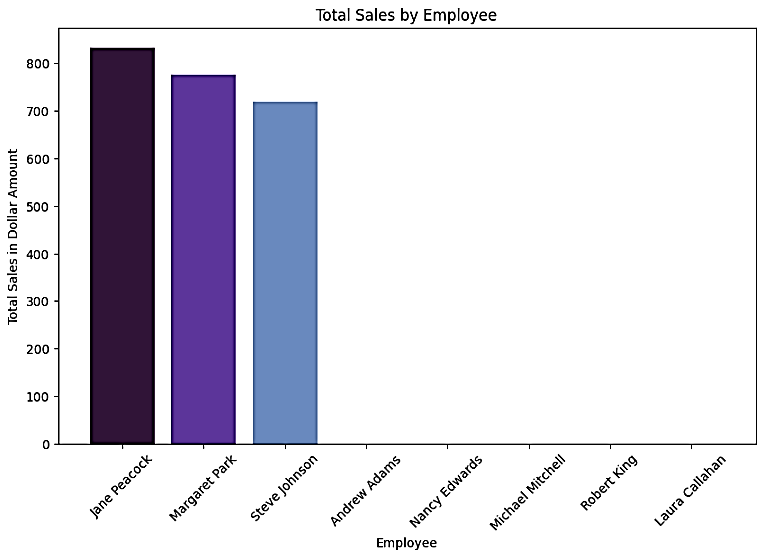 Total Sales by Employee
Total Sales in Dollar Amount
800
700
600
500
400
300
200
100
0
Jane Peacock
Margaret Park
Steve Johnson
Andrew Adams
Nancy Edwards
Michael Mitchell
Robert King
Laura Callahan
Employee